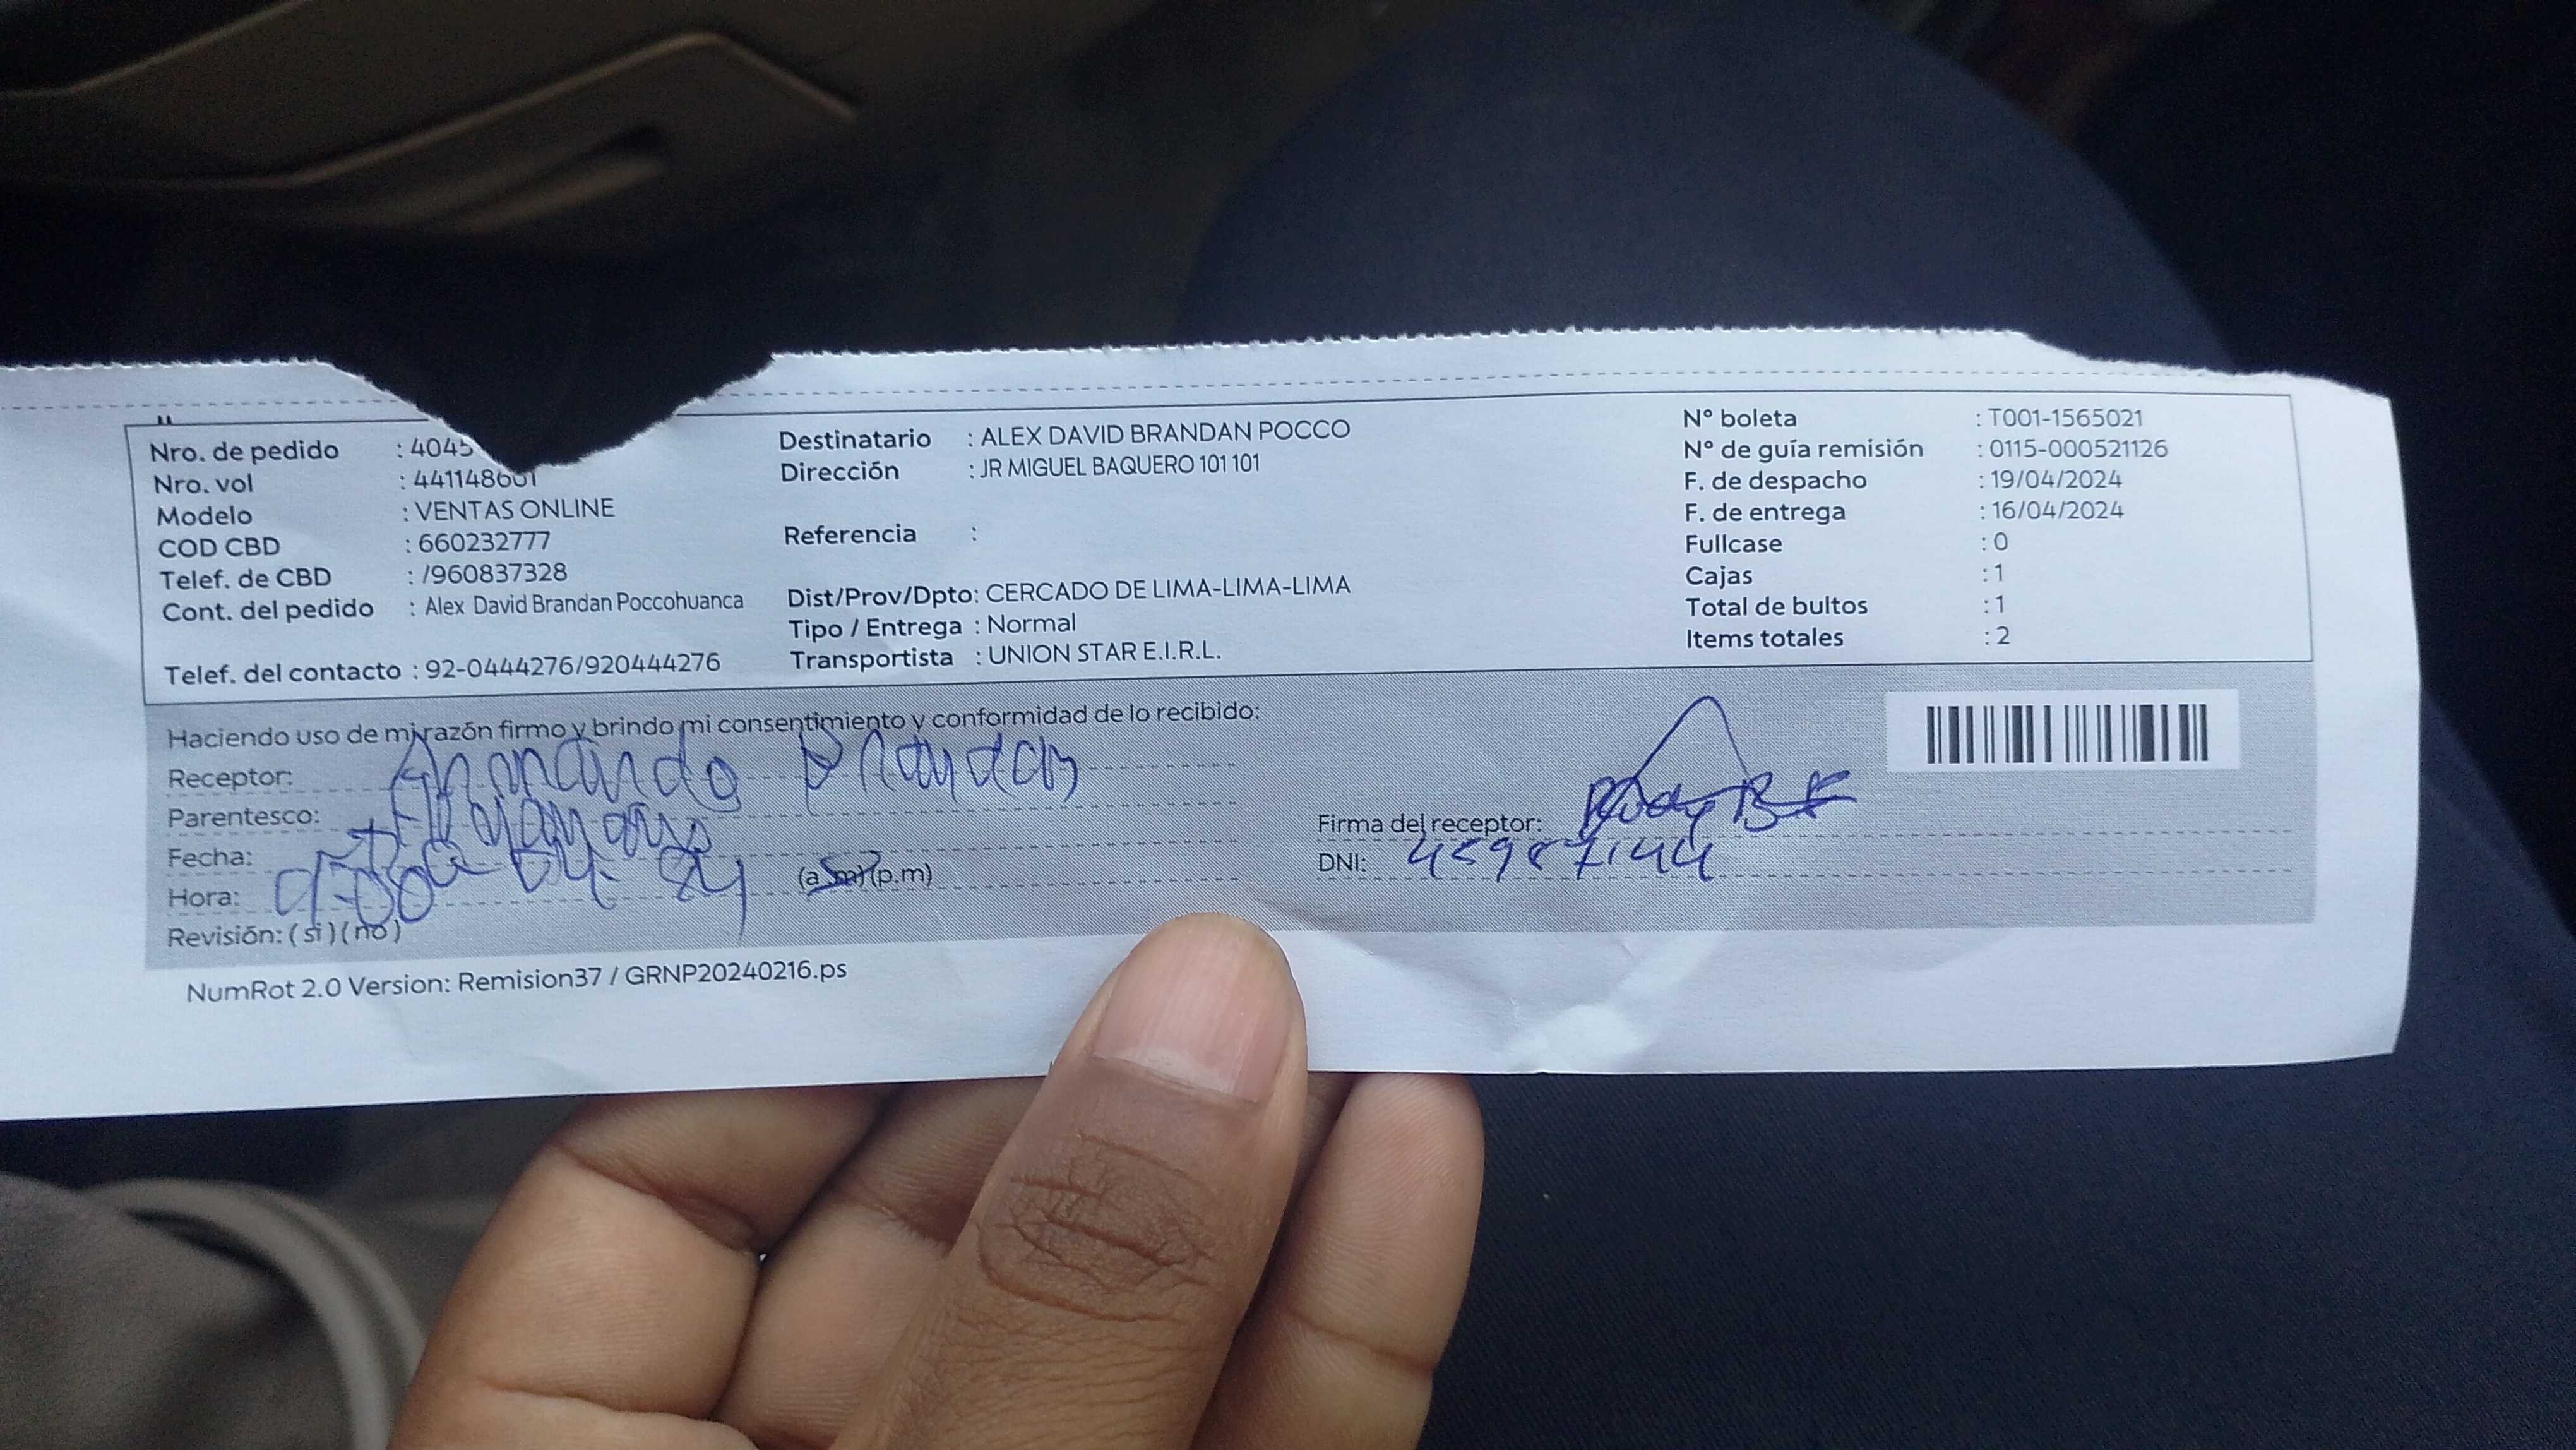 Nro. de pedido : 4045
Nro. vol : 441148601
Modelo : VENTAS ONLINE
COD CBD : 660232777
Telef. de CBD : /960837328
Cont. del pedido : Alex David Brandan Poccohuanca
Telef. del contacto : 92-0444276/920444276
Destinatario : ALEX DAVID BRANDAN POCCO
Dirección : JR MIGUEL BAQUERO 101 101
Referencia :
Dist/Prov/Dpto: CERCADO DE LIMA-LIMA-LIMA
Tipo / Entrega : Normal
Transportista : UNION STAR E.I.R.L.
N° boleta : T001-1565021
N° de guía remisión : 0115-000521126
F. de despacho : 19/04/2024
F. de entrega : 16/04/2024
Fullcase : 0
Cajas : 1
Total de bultos : 1
Items totales : 2
Haciendo uso de mi razón firmo y brindo mi consentimiento y conformidad de lo recibido:
Receptor: Armando
Parentesco:
Fecha:
Hora: 9:00 (a.m) (p.m)
Revisión: ( si ) ( no )
Firma del receptor:
DNI: 45987144
NumRot 2.0 Version: Remision37 / GRNP20240216.ps